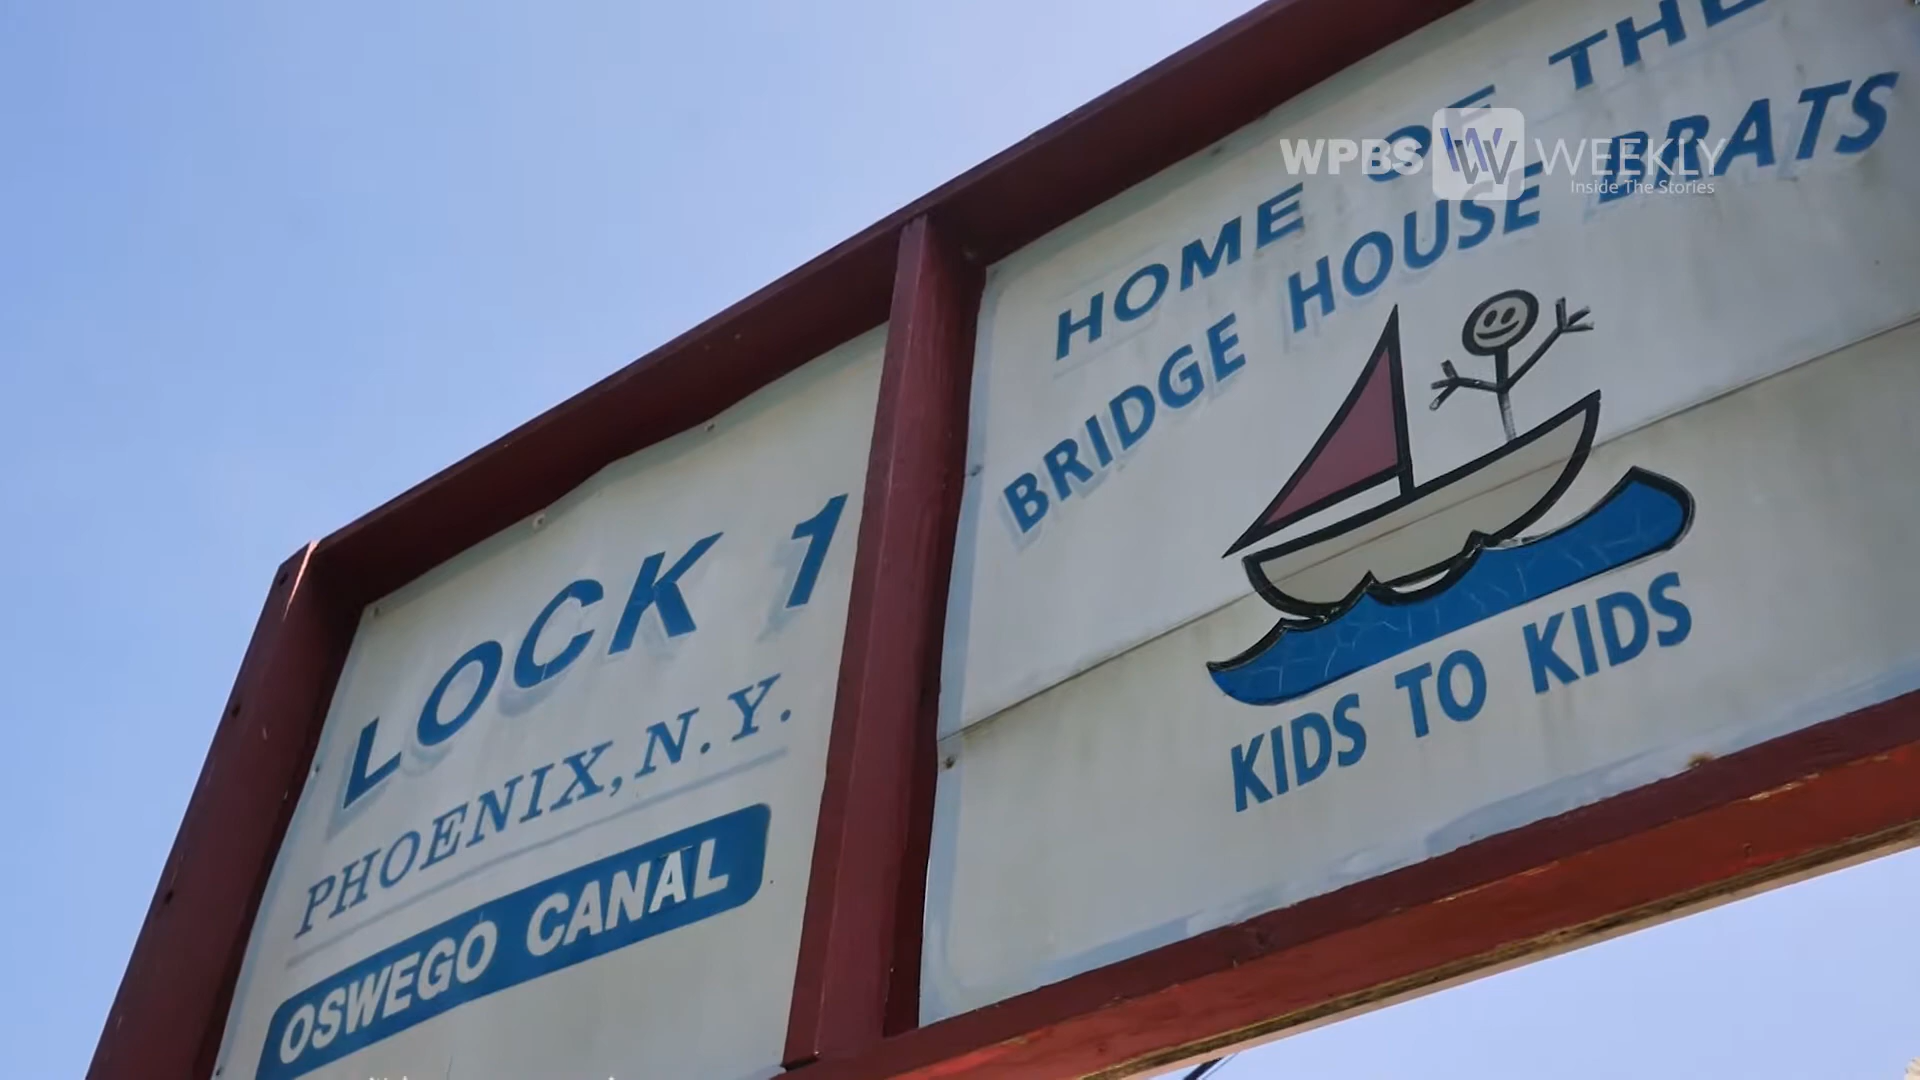 LOCK 1
PHOENIX, N.Y.
OSWEGO CANAL
HOME OF THE
BRIDGE HOUSE BRATS
KIDS TO KIDS
WPBS W WEEKLY
Inside The Stories